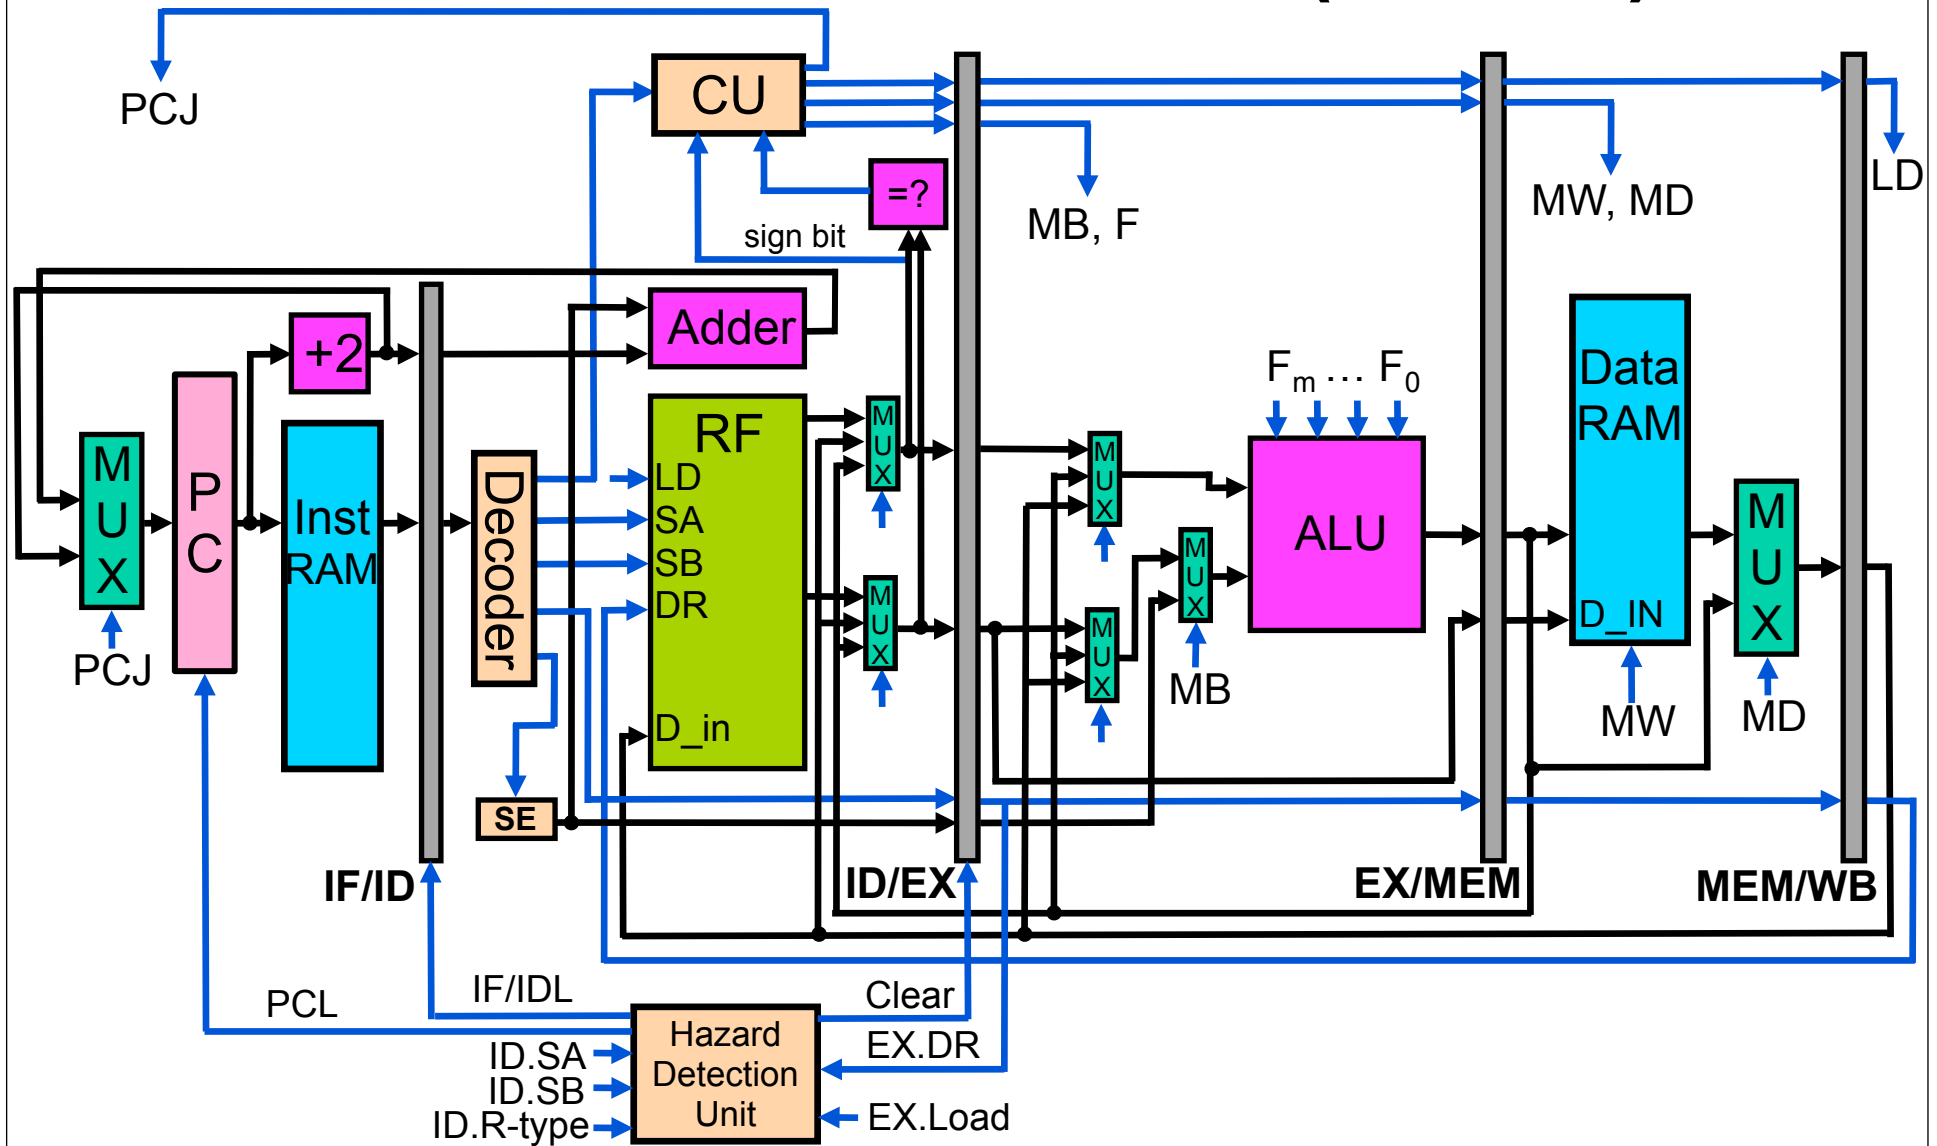 PCJ
CU
=?
sign bit
MB, F
MW, MD
LD
+2
Adder
MUX
PC
Inst
RAM
PCJ
Decoder
RF
LD
SA
SB
DR
D_in
SE
MUX
MUX
MUX
MUX
MUX
MB
Fm … F0
ALU
Data
RAM
D_IN
MW
MUX
MD
IF/ID
ID/EX
EX/MEM
MEM/WB
PCL
IF/IDL
Clear
Hazard
Detection
Unit
ID.SA
ID.SB
ID.R-type
EX.DR
EX.Load